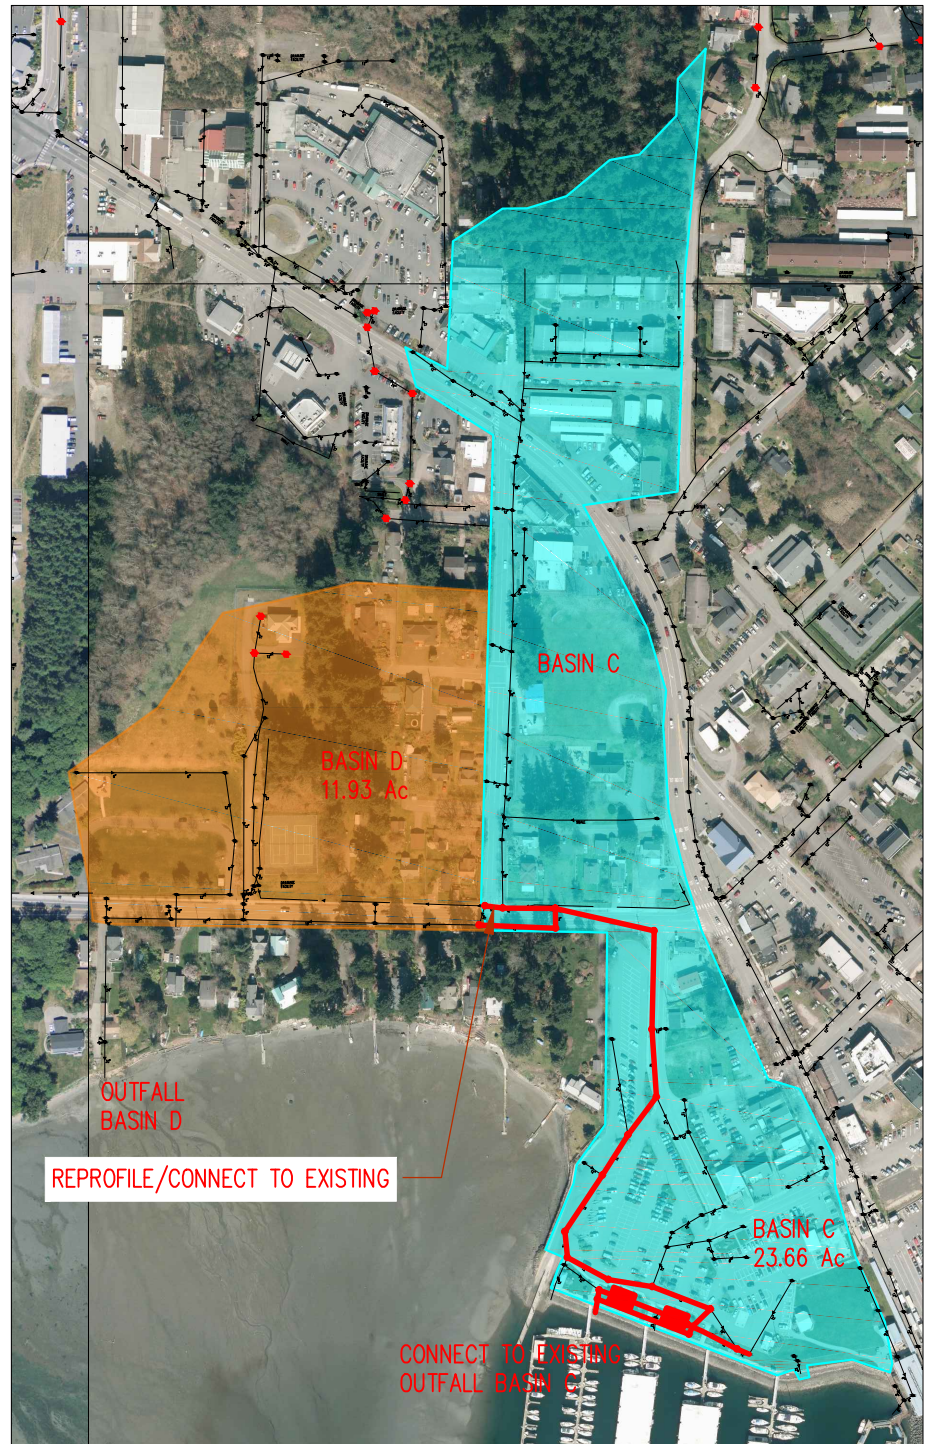 BASIN C
BASIN D
11.93 Ac
OUTFALL
BASIN D
REPROFILE/CONNECT TO EXISTING
BASIN C
23.66 Ac
CONNECT TO EXISTING
OUTFALL BASIN C